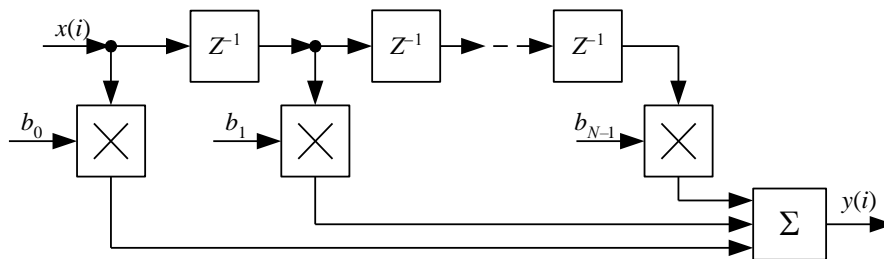 x(i)
Z⁻¹
Z⁻¹
Z⁻¹
b₀
b₁
b_{N–1}
Σ
y(i)